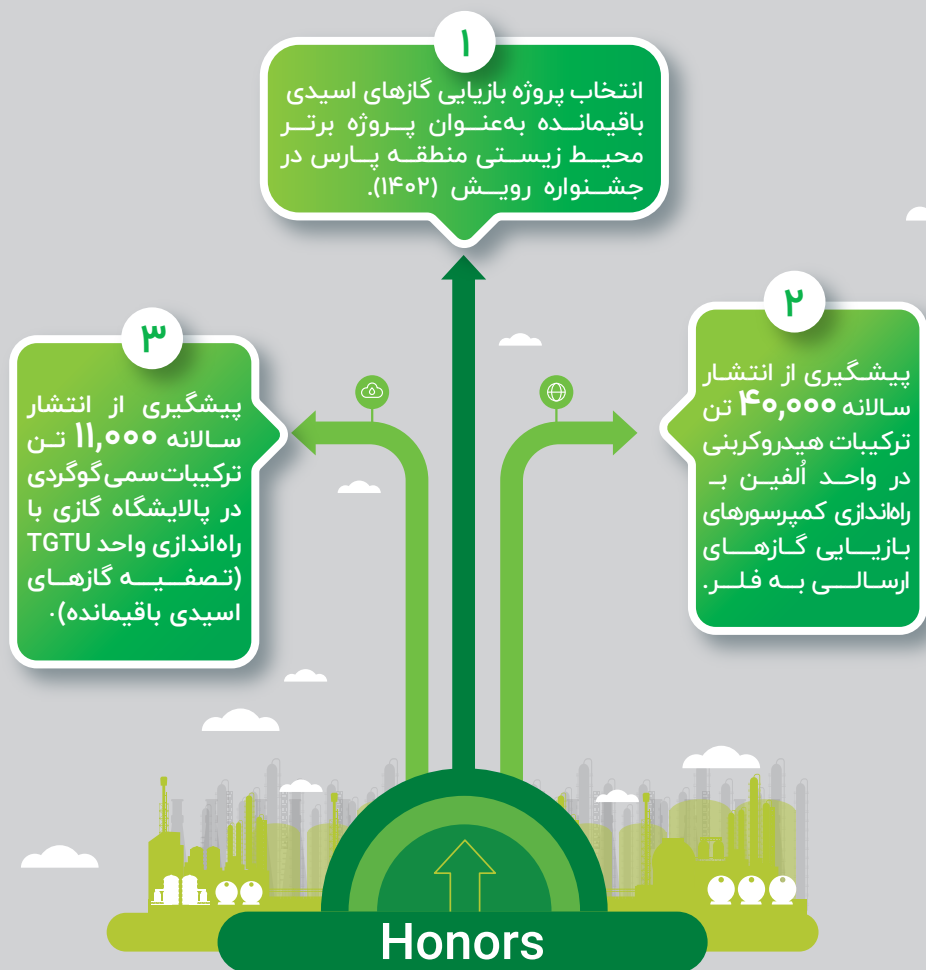 ۱
انتخاب پروژه بازیایی گازهای اسیدی
باقیمانده به‌عنوان پروژه برتر
محیط زیستی منطقه پارس در
جشنواره رویش (۱۴۰۲).
۲
پیشگیری از انتشار
سالانه ۴۰,۰۰۰ تن
ترکیبات هیدروکربنی
در واحد اُلفین بـ
راه‌اندازی کمپرسورهای
بازیایی گازهای
ارسالی به فلر.
۳
پیشگیری از انتشار
سالانه ۱۱,۰۰۰ تن
ترکیبات سمی گوگردی
در پالایشگاه گازی با
راه‌اندازی واحد TGTU
(تصفیه گازهای
اسیدی باقیمانده).
Honors